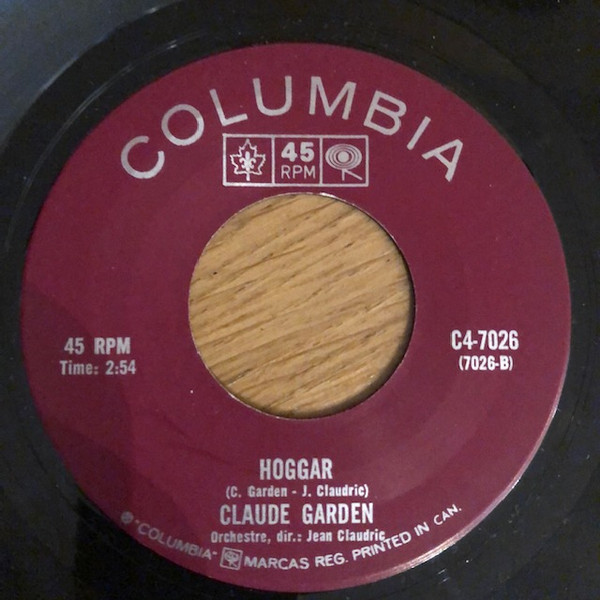 COLUMBIA
45
RPM
45 RPM
Time: 2:54
C4-7026
(7026-B)
HOGGAR
(C. Garden - J. Claudric)
CLAUDE GARDEN
Orchestre, dir.: Jean Claudric
® "COLUMBIA" MARCAS REG. PRINTED IN CAN.